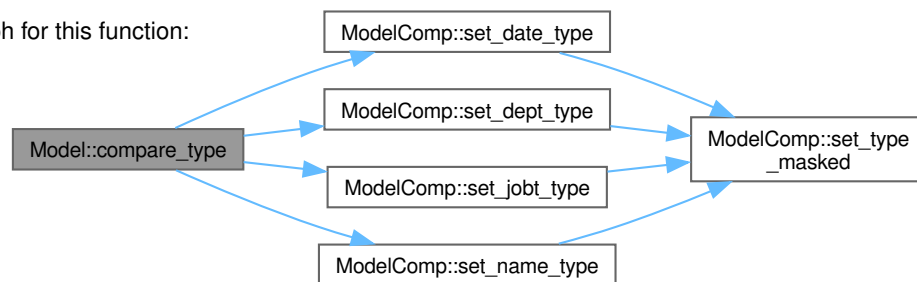 for this function:
ModelComp::set_date_type
ModelComp::set_dept_type
Model::compare_type
ModelComp::set_type
_masked
ModelComp::set_jobt_type
ModelComp::set_name_type